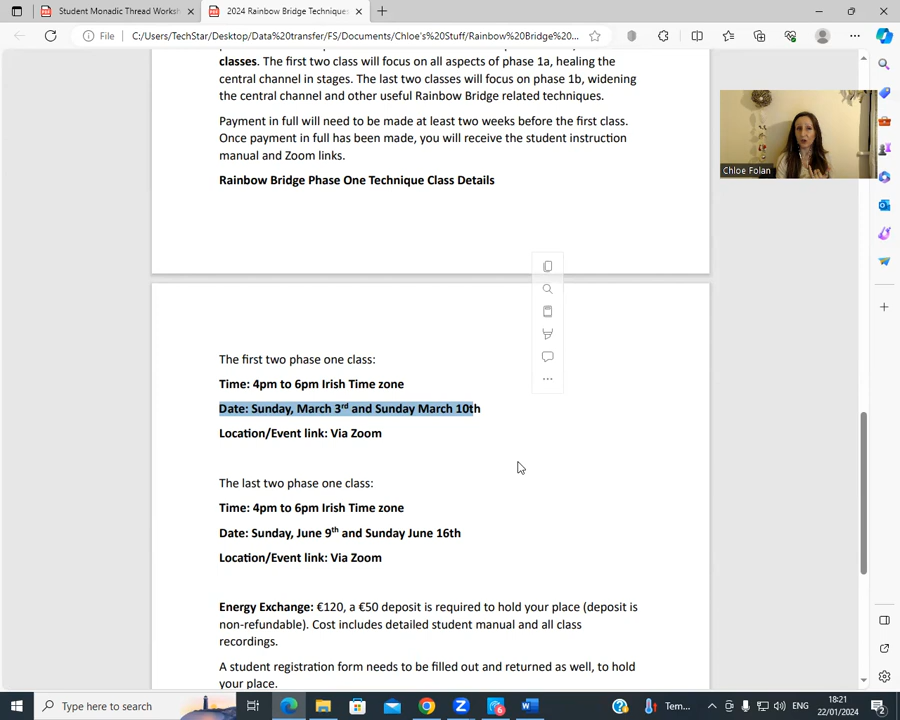 Student Monadic Thread Worksh
2024 Rainbow Bridge Techniques
File
C:/Users/TechStar/Desktop/Data%20transfer/FS/Documents/Chloe's%20Stuff/Rainbow%20Bridge%20...
classes. The first two class will focus on all aspects of phase 1a, healing the
central channel in stages. The last two classes will focus on phase 1b, widening
the central channel and other useful Rainbow Bridge related techniques.
Payment in full will need to be made at least two weeks before the first class.
Once payment in full has been made, you will receive the student instruction
manual and Zoom links.
Rainbow Bridge Phase One Technique Class Details
Chloe Folan
The first two phase one class:
Time: 4pm to 6pm Irish Time zone
Date: Sunday, March 3rd and Sunday March 10th
Location/Event link: Via Zoom
The last two phase one class:
Time: 4pm to 6pm Irish Time zone
Date: Sunday, June 9th and Sunday June 16th
Location/Event link: Via Zoom
Energy Exchange: €120, a €50 deposit is required to hold your place (deposit is
non-refundable). Cost includes detailed student manual and all class
recordings.
A student registration form needs to be filled out and returned as well, to hold
your place.
Type here to search
Tem...
ENG
18:21
22/01/2024